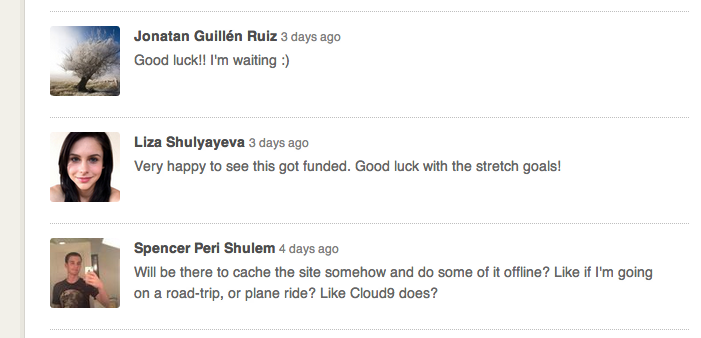 Jonatan Guillén Ruiz 3 days ago
Good luck!! I'm waiting :)
Liza Shulyayeva 3 days ago
Very happy to see this got funded. Good luck with the stretch goals!
Spencer Peri Shulem 4 days ago
Will be there to cache the site somehow and do some of it offline? Like if I'm going
on a road-trip, or plane ride? Like Cloud9 does?